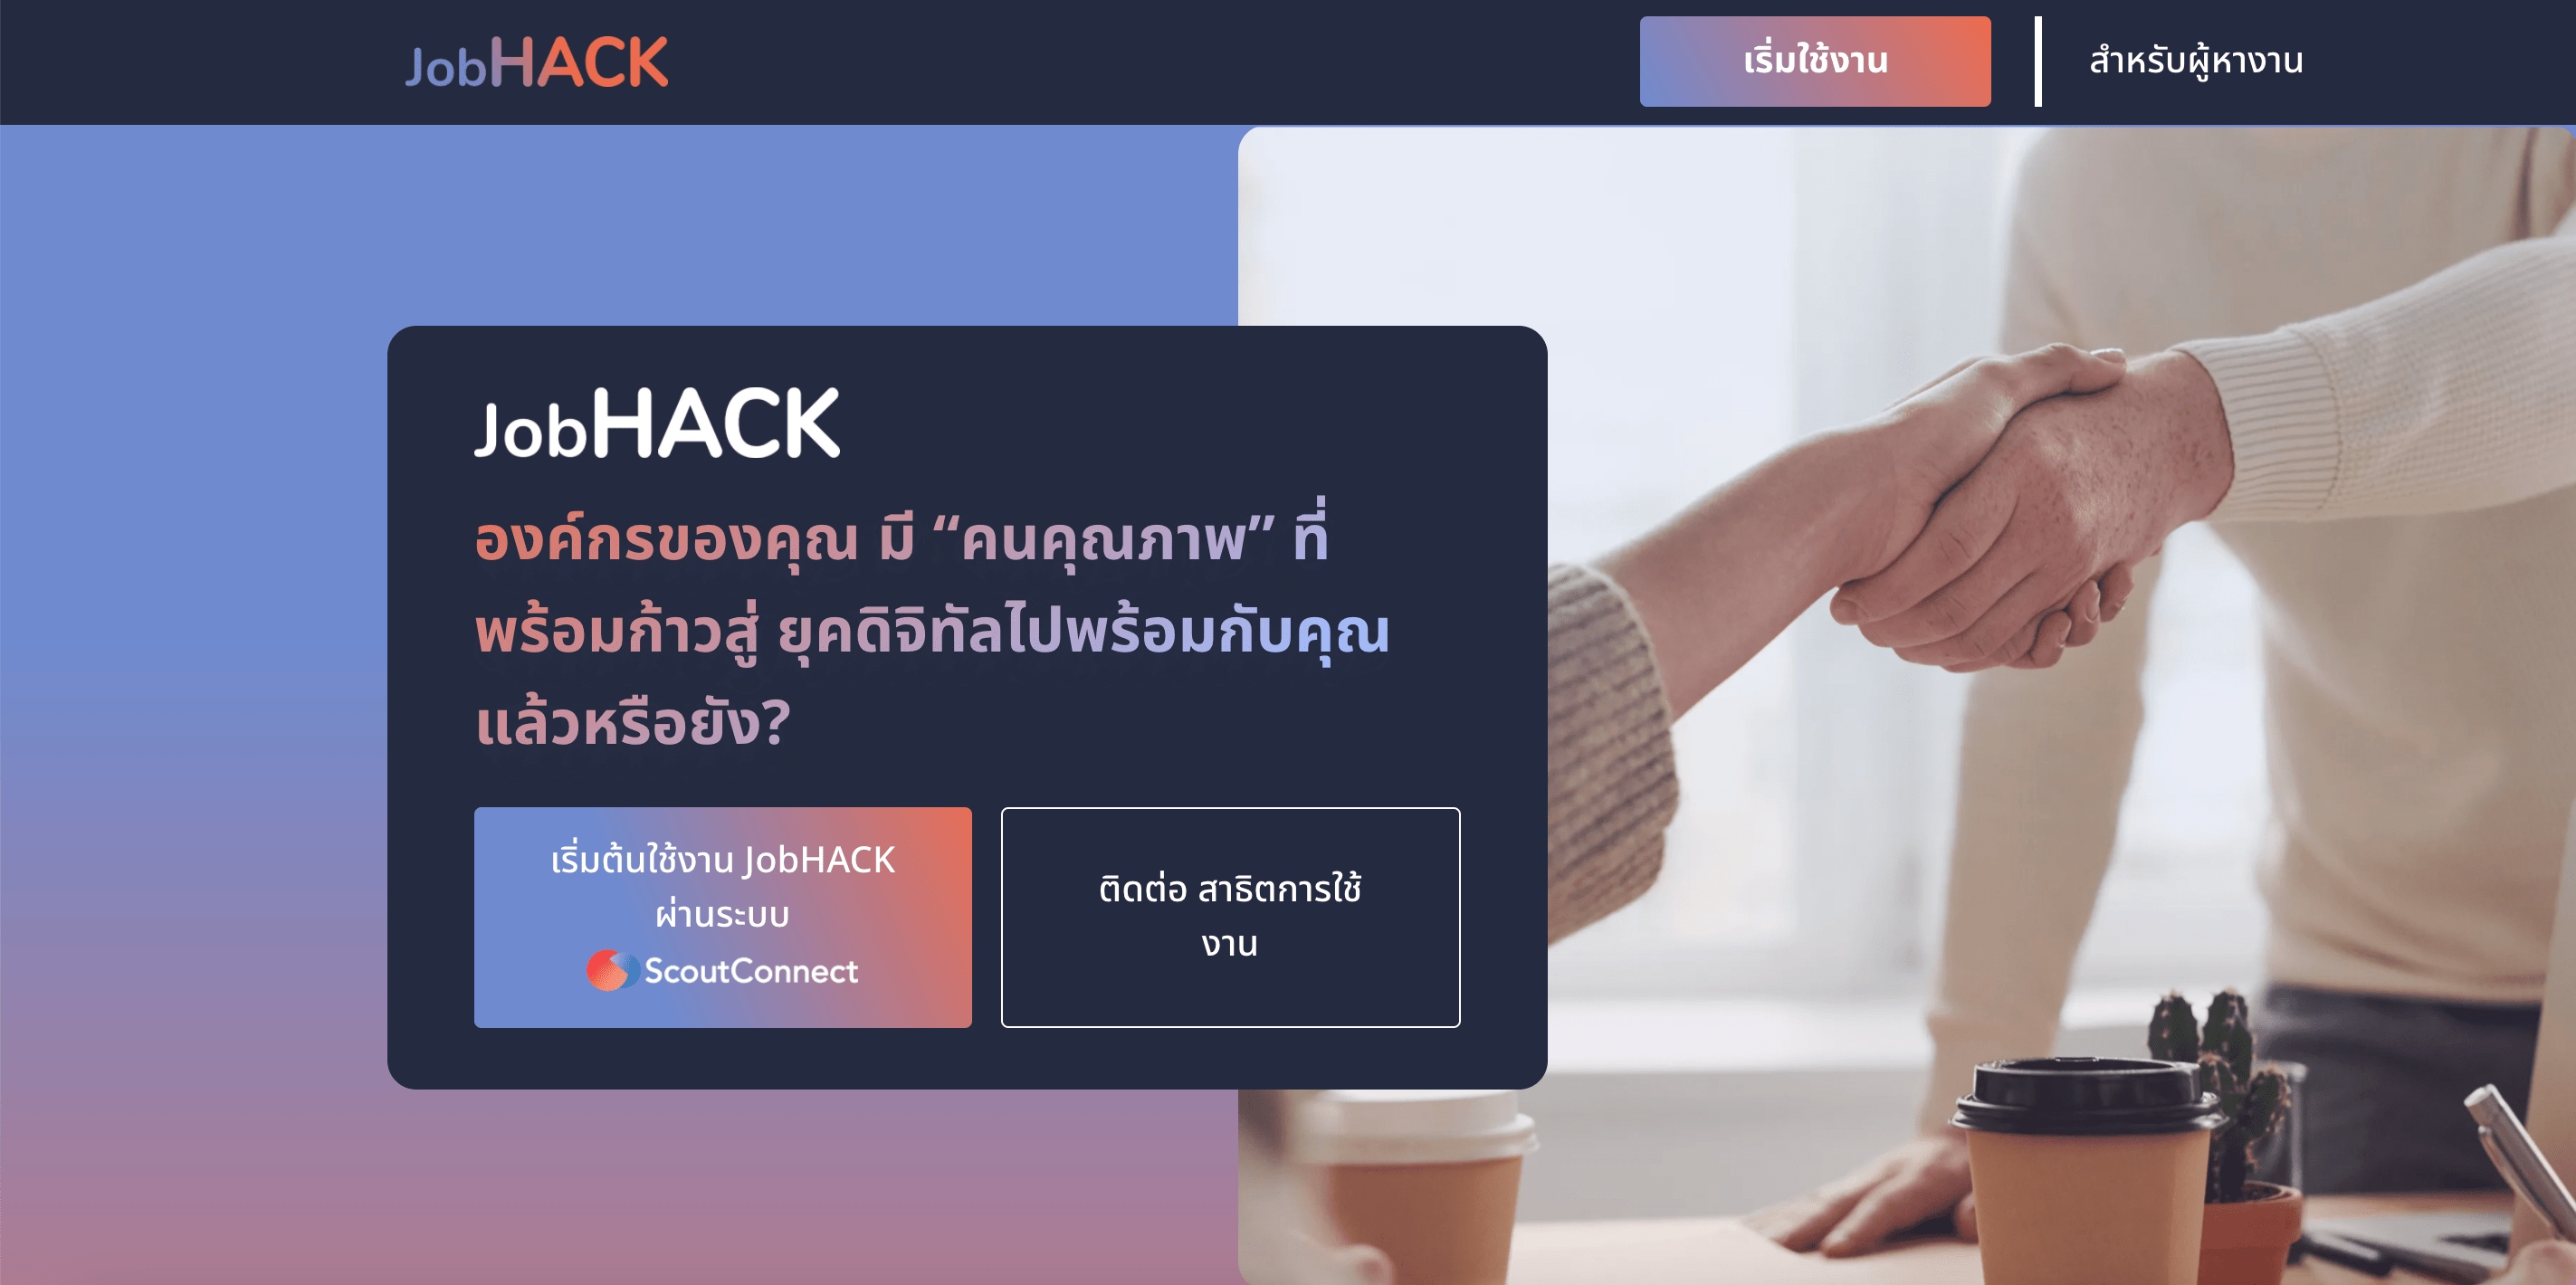 JobHACK
เริ่มใช้งาน
สำหรับผู้หางาน
JobHACK
องค์กรของคุณ มี “คนคุณภาพ” ที่
พร้อมก้าวสู่ ยุคดิจิทัลไปพร้อมกับคุณ
แล้วหรือยัง?
เริ่มต้นใช้งาน JobHACK
ผ่านระบบ
ScoutConnect
ติดต่อ สาธิตการใช้
งาน